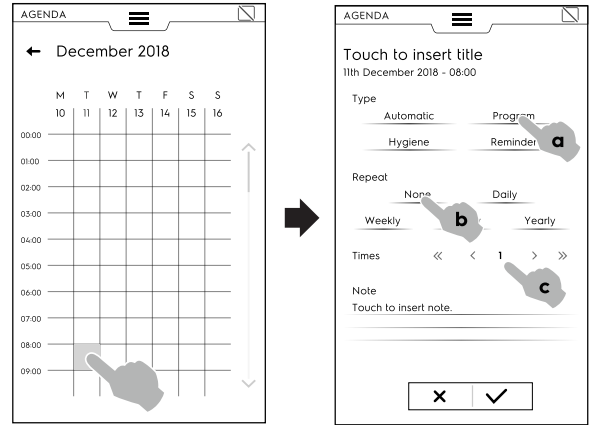 AGENDA
December 2018
M T W T F S S
10 11 12 13 14 15 16
00:00
01:00
02:00
03:00
04:00
05:00
06:00
07:00
08:00
09:00
AGENDA
Touch to insert title
11th December 2018 - 08:00
Type
Automatic Program
Hygiene Reminder
a
Repeat
None Daily
Weekly Yearly
b
Times << < 1 > >>
c
Note
Touch to insert note.